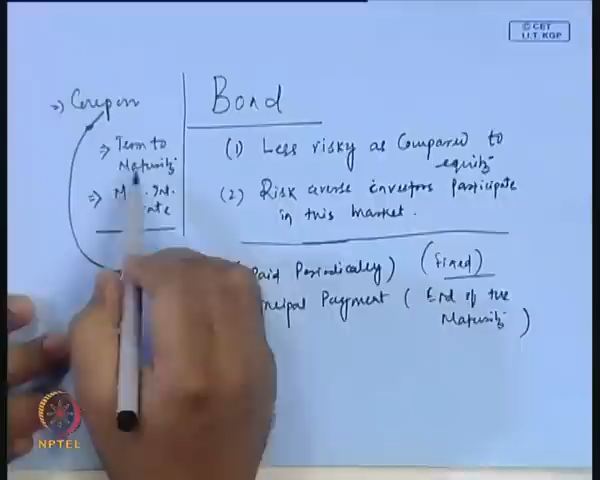 © CET
I.I.T. KGP
⇒ Coupon
Bond
⇒ Term to
Maturity
(1) Less risky as Compared to
equity
(2) Risk averse investors participate
in this market.
⇒
Paid Periodically) (fixed)
Payment ( End of the
Maturity )
NPTEL